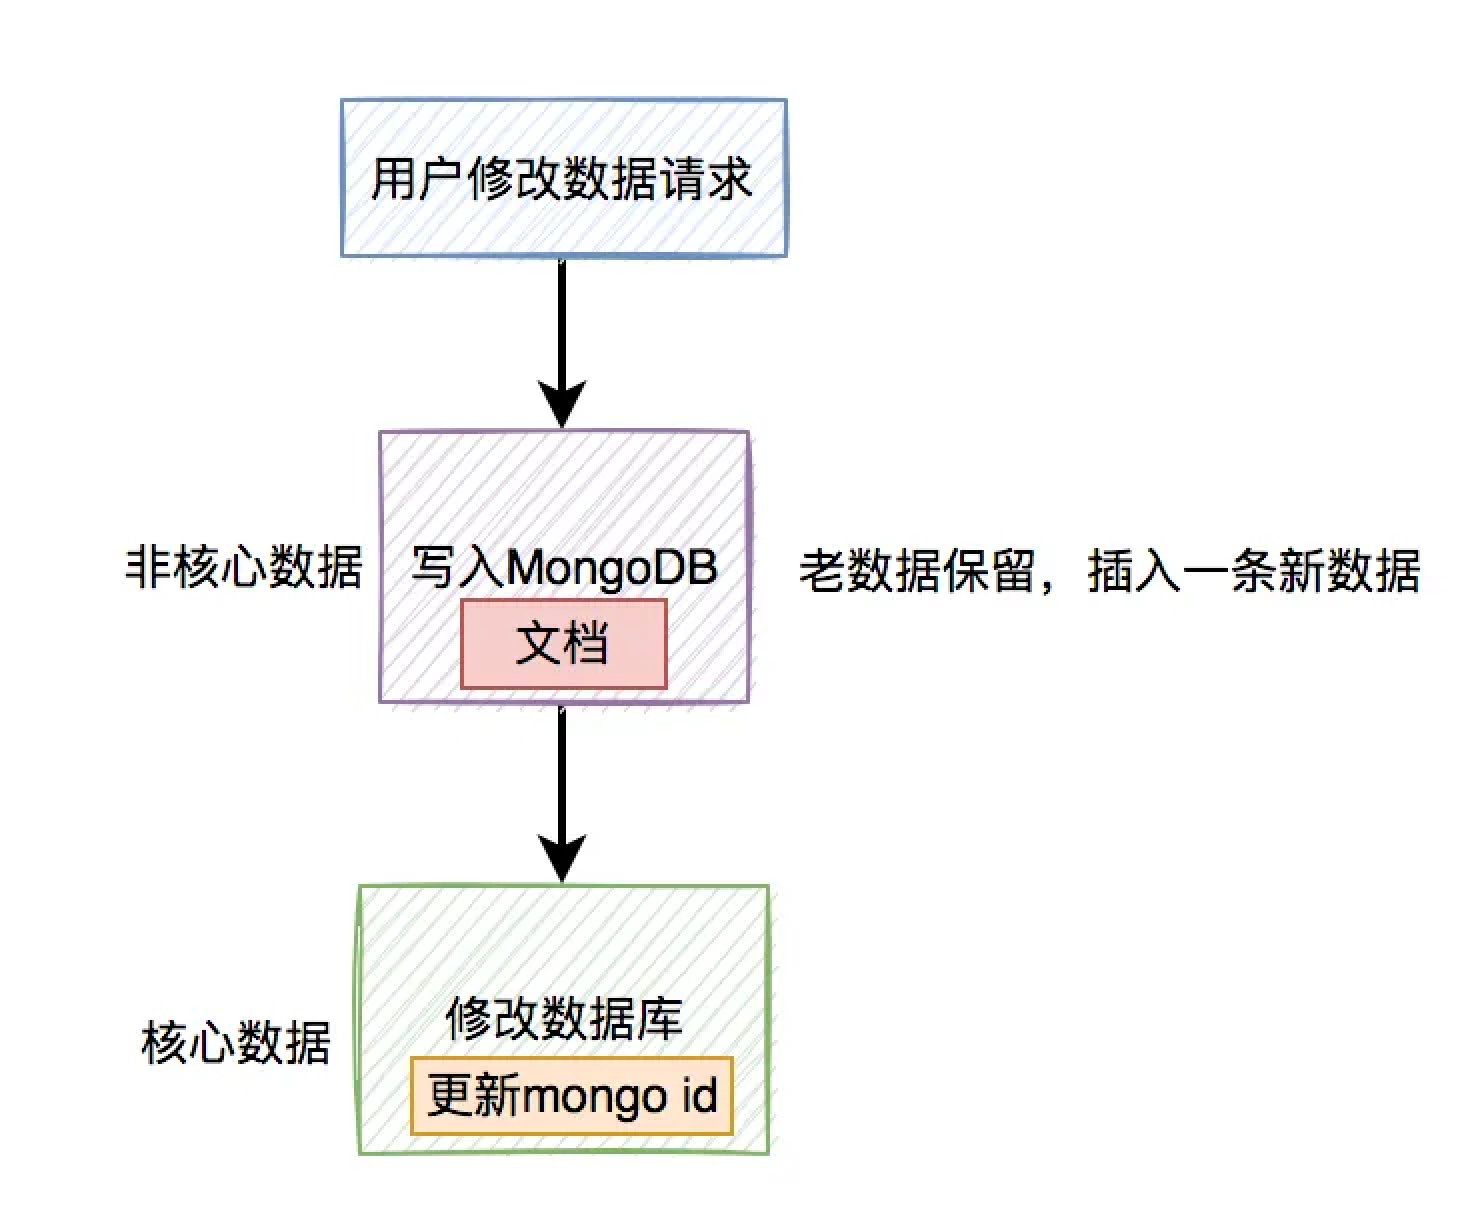 用户修改数据请求
非核心数据
写入MongoDB
老数据保留，插入一条新数据
文档
核心数据
修改数据库
更新mongo id